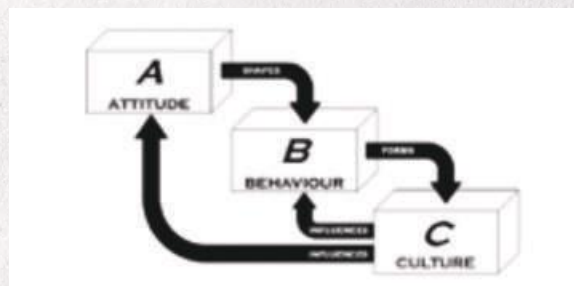 A
ATTITUDE
SHAPES
B
BEHAVIOUR
FORMS
INFLUENCES
C
CULTURE
INFLUENCES